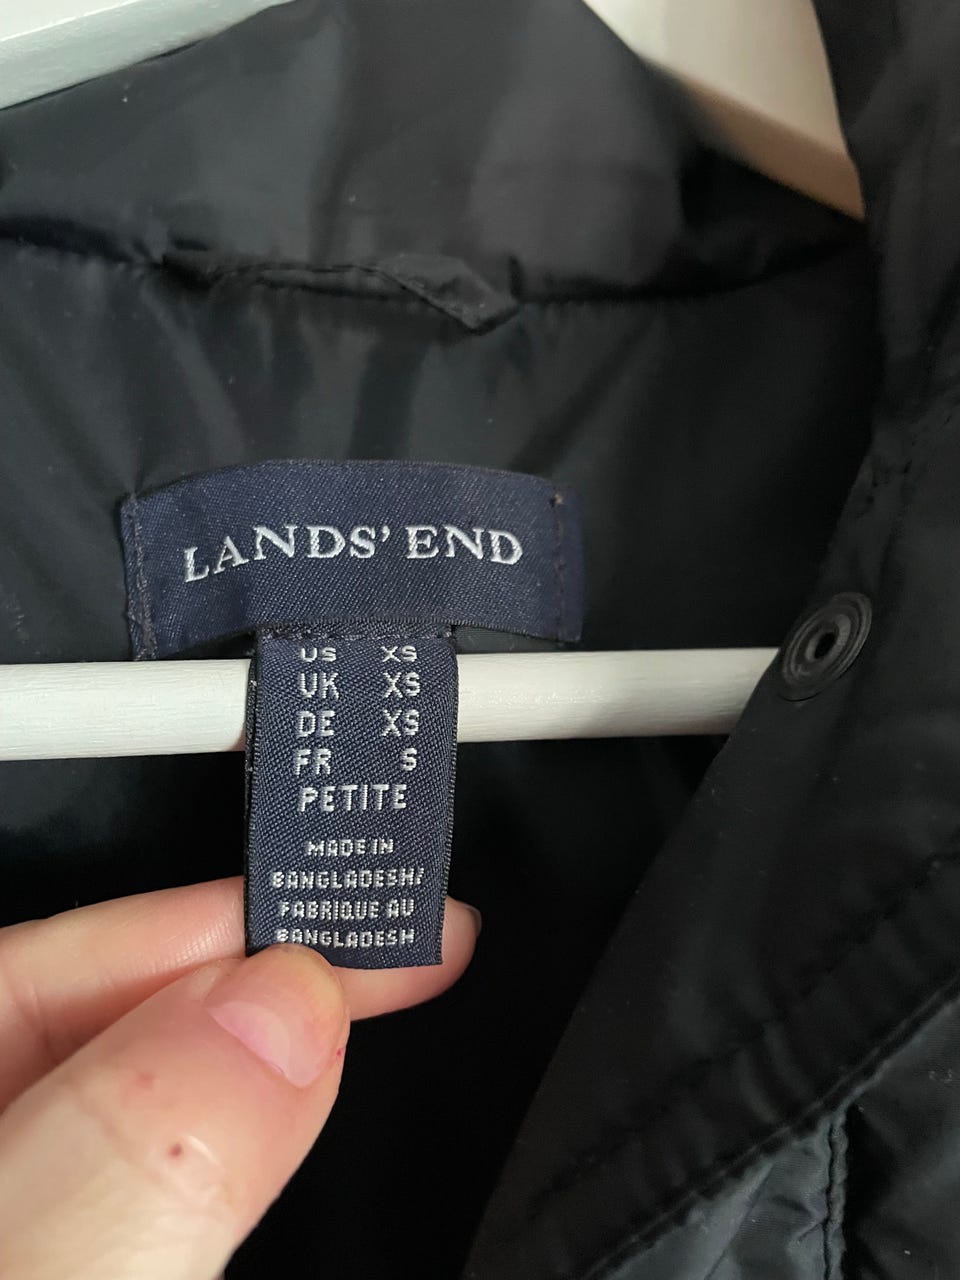 LANDS' END
US XS
UK XS
DE XS
FR S
PETITE
MADE IN
BANGLADESH/
FABRIQUE AU
BANGLADESH